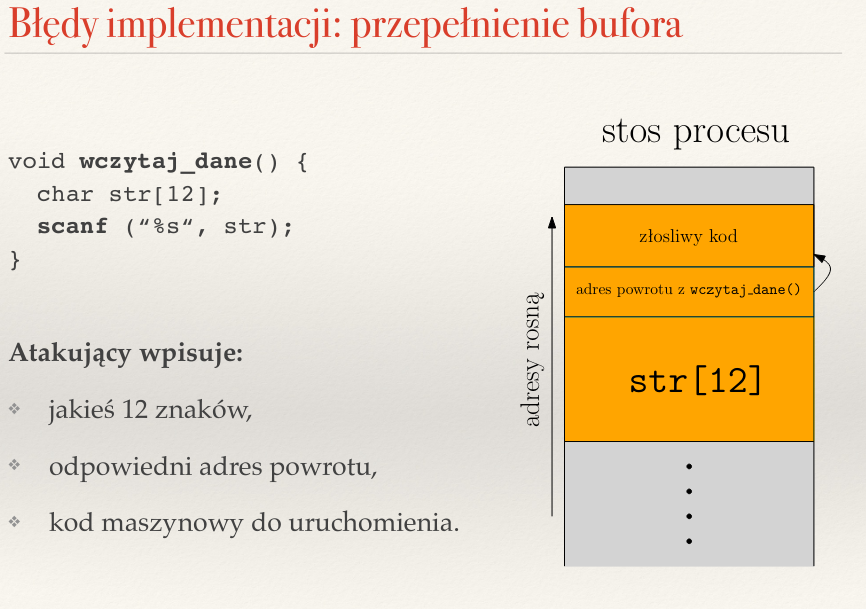 Błędy implementacji: przepełnienie bufora
void wczytaj_dane() {
char str[12];
scanf (“%s“, str);
}
Atakujący wpisuje:
❖ jakieś 12 znaków,
❖ odpowiedni adres powrotu,
❖ kod maszynowy do uruchomienia.
stos procesu
adresy rosną
złosliwy kod
adres powrotu z wczytaj_dane()
str[12]